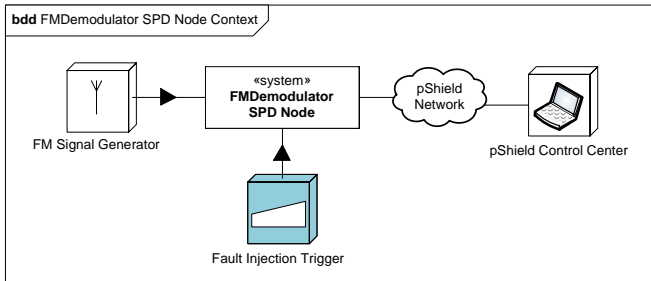 bdd FMDemodulator SPD Node Context
«system»
FMDemodulator
SPD Node
pShield
Network
FM Signal Generator
pShield Control Center
Fault Injection Trigger